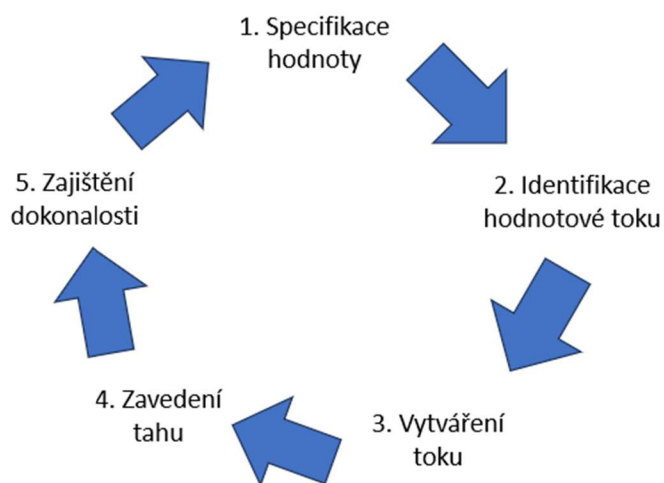 1. Specifikace
hodnoty
2. Identifikace
hodnotové toku
3. Vytváření
toku
4. Zavedení
tahu
5. Zajištění
dokonalosti